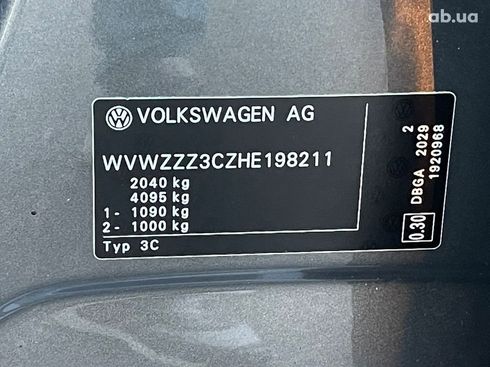 ab.ua
VOLKSWAGEN AG
WVWZZZ3CZHE198211
2040 kg
4095 kg
1- 1090 kg
2- 1000 kg
Typ 3C
0.30
DBGA 2029 2
1920968